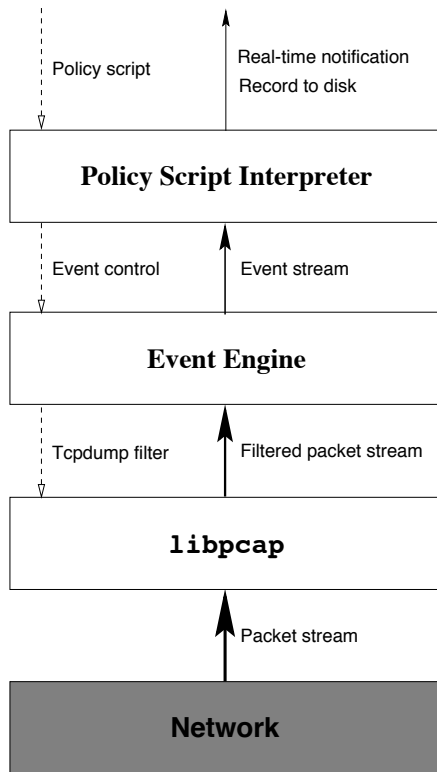 Policy script
Real-time notification
Record to disk
Policy Script Interpreter
Event control
Event stream
Event Engine
Tcpdump filter
Filtered packet stream
libpcap
Packet stream
Network